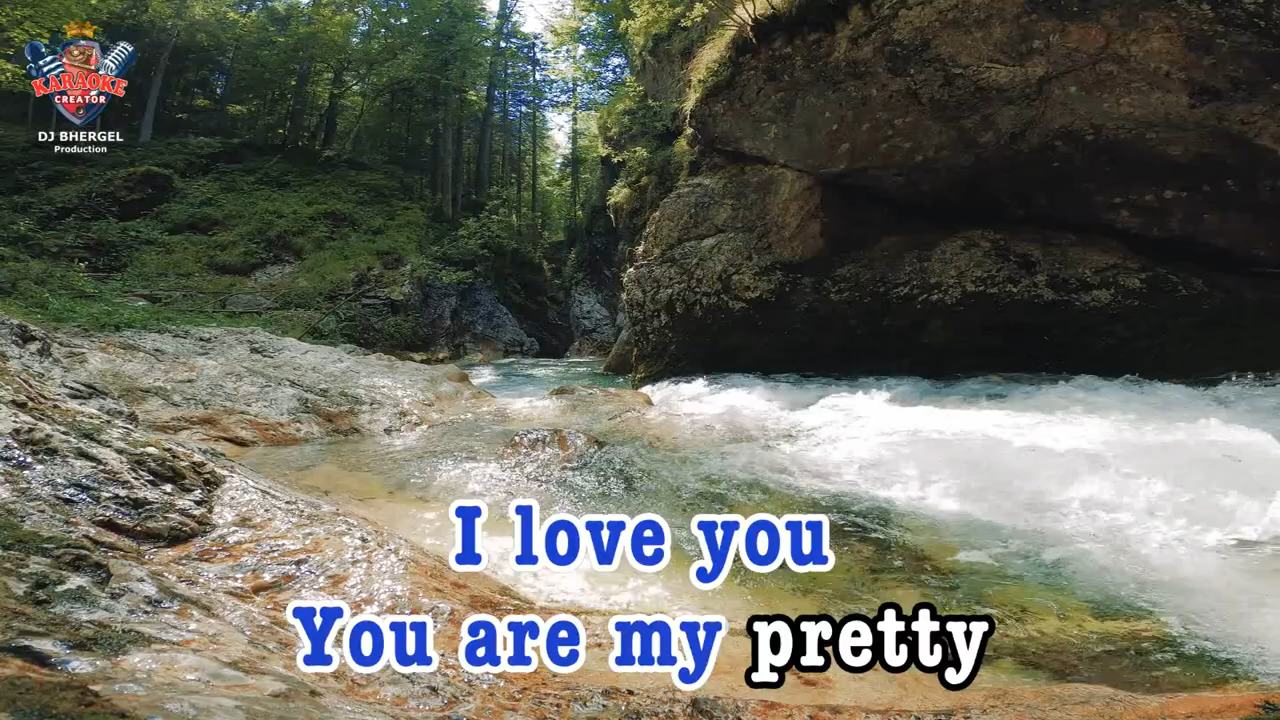 KARAOKE
CREATOR
DJ BHERGEL
Production
I love you
You are my pretty